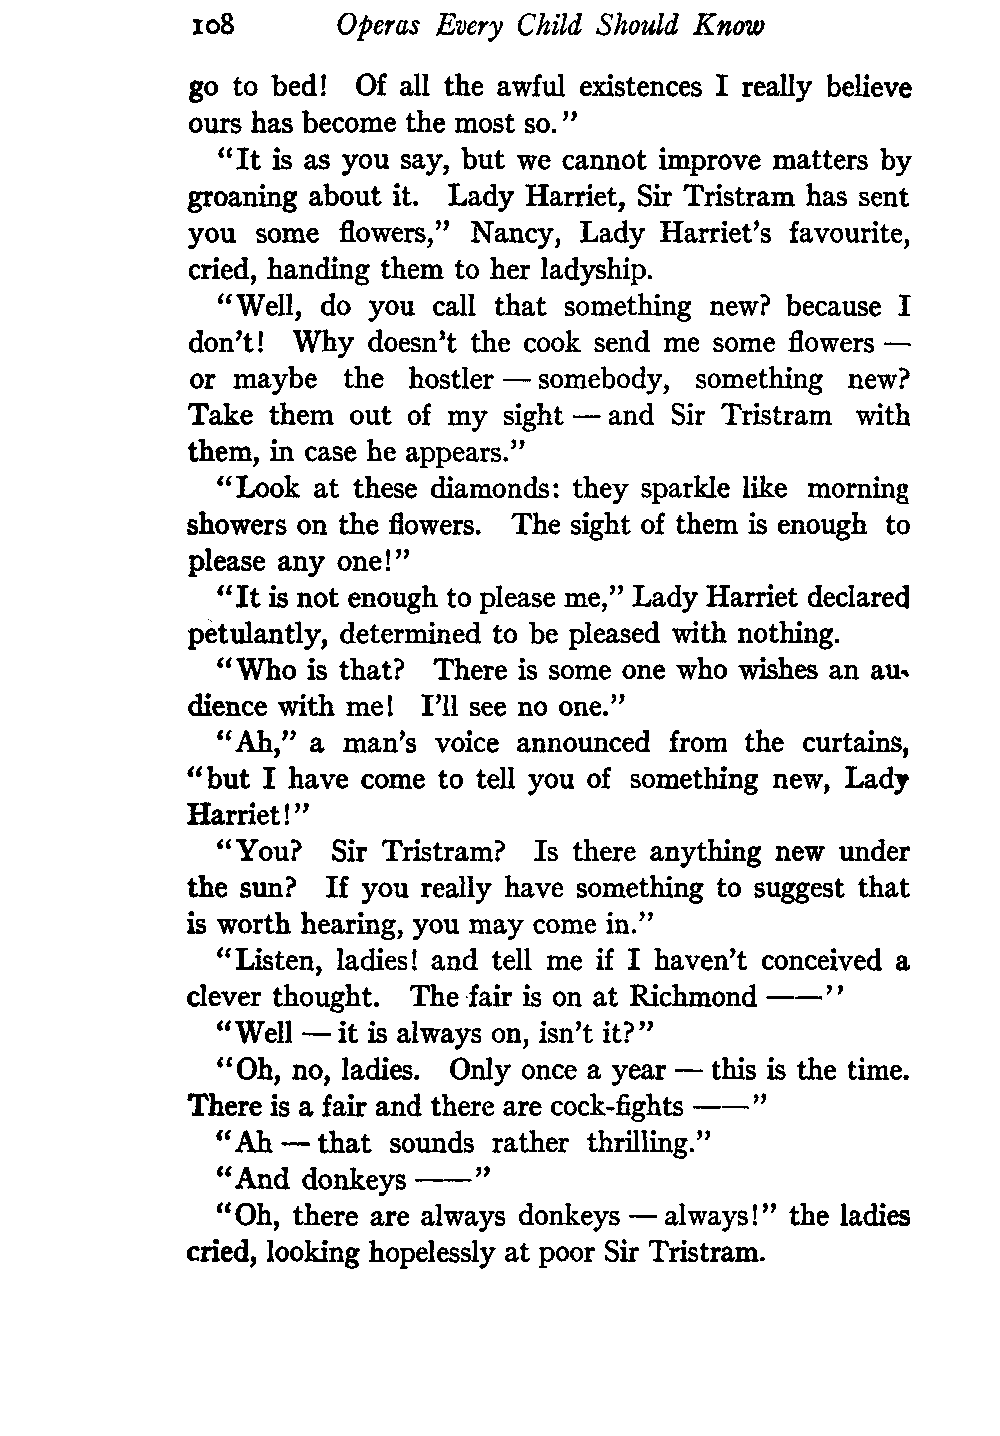 108 Operas Every Child Should Know
go to bed! Of all the awful existences I really believe
ours has become the most so."
"It is as you say, but we cannot improve matters by
groaning about it. Lady Harriet, Sir Tristram has sent
you some flowers," Nancy, Lady Harriet's favourite,
cried, handing them to her ladyship.
"Well, do you call that something new? because I
don't! Why doesn't the cook send me some flowers —
or maybe the hostler — somebody, something new?
Take them out of my sight — and Sir Tristram with
them, in case he appears."
"Look at these diamonds: they sparkle like morning
showers on the flowers. The sight of them is enough to
please any one!"
"It is not enough to please me," Lady Harriet declared
petulantly, determined to be pleased with nothing.
"Who is that? There is some one who wishes an au-
dience with me! I'll see no one."
"Ah," a man's voice announced from the curtains,
"but I have come to tell you of something new, Lady
Harriet!"
"You? Sir Tristram? Is there anything new under
the sun? If you really have something to suggest that
is worth hearing, you may come in."
"Listen, ladies! and tell me if I haven't conceived a
clever thought. The fair is on at Richmond ——"
"Well — it is always on, isn't it?"
"Oh, no, ladies. Only once a year — this is the time.
There is a fair and there are cock-fights ——"
"Ah — that sounds rather thrilling."
"And donkeys ——"
"Oh, there are always donkeys — always!" the ladies
cried, looking hopelessly at poor Sir Tristram.